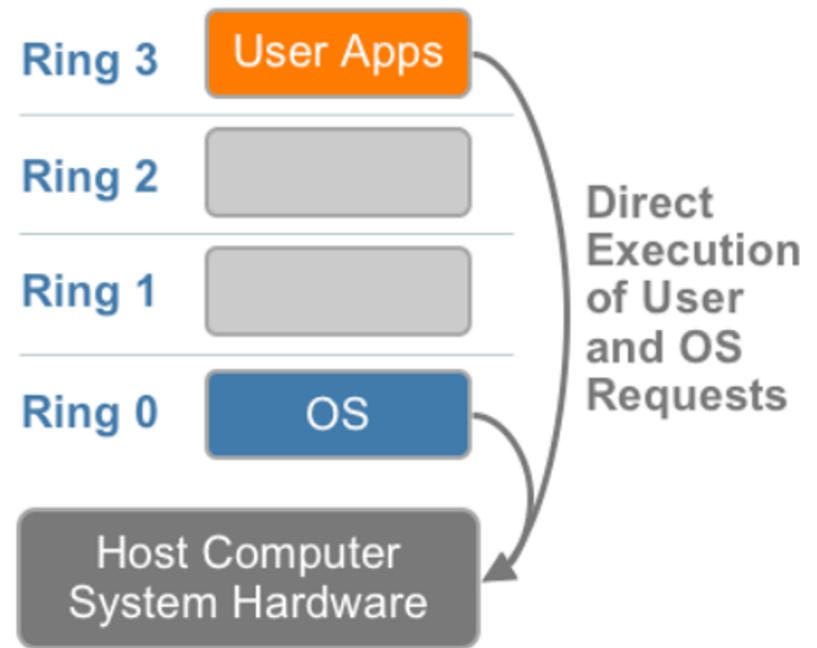 Ring 3
User Apps
Ring 2
Ring 1
Ring 0
OS
Direct
Execution
of User
and OS
Requests
Host Computer
System Hardware